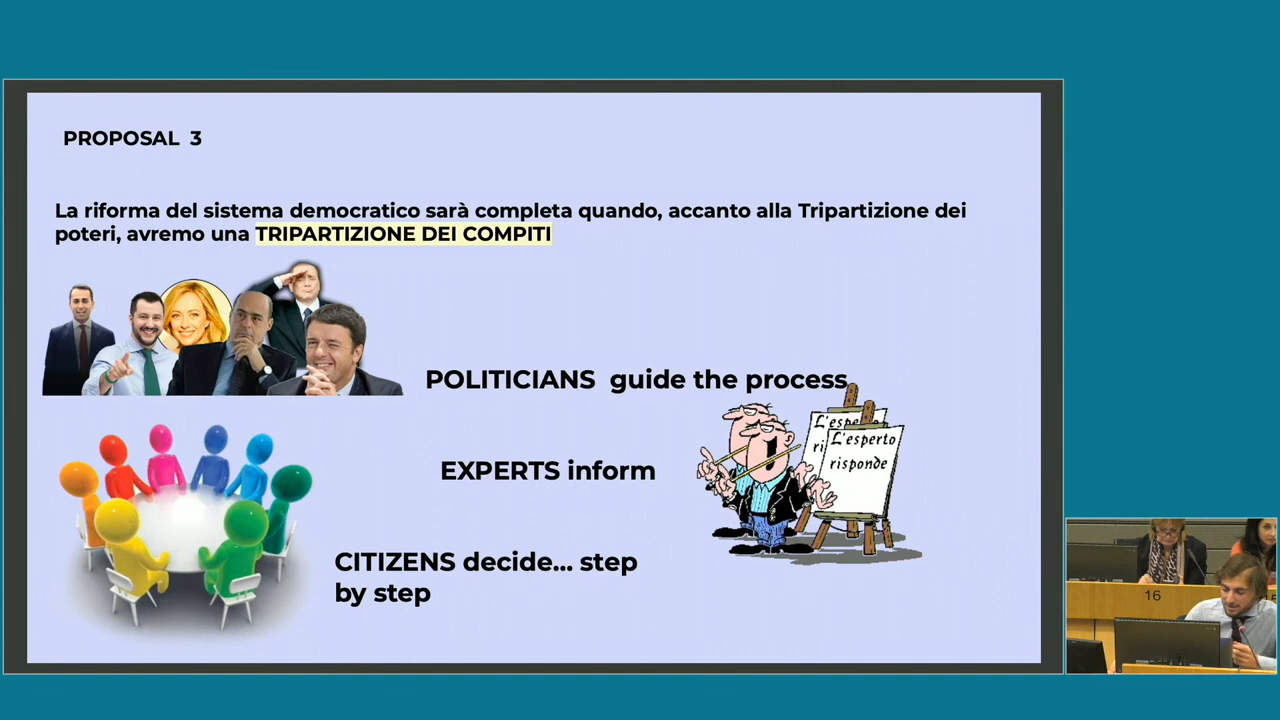 PROPOSAL 3
La riforma del sistema democratico sarà completa quando, accanto alla Tripartizione dei
poteri, avremo una TRIPARTIZIONE DEI COMPITI
POLITICIANS guide the process
L'esperto
risponde
EXPERTS inform
CITIZENS decide... step
by step
16